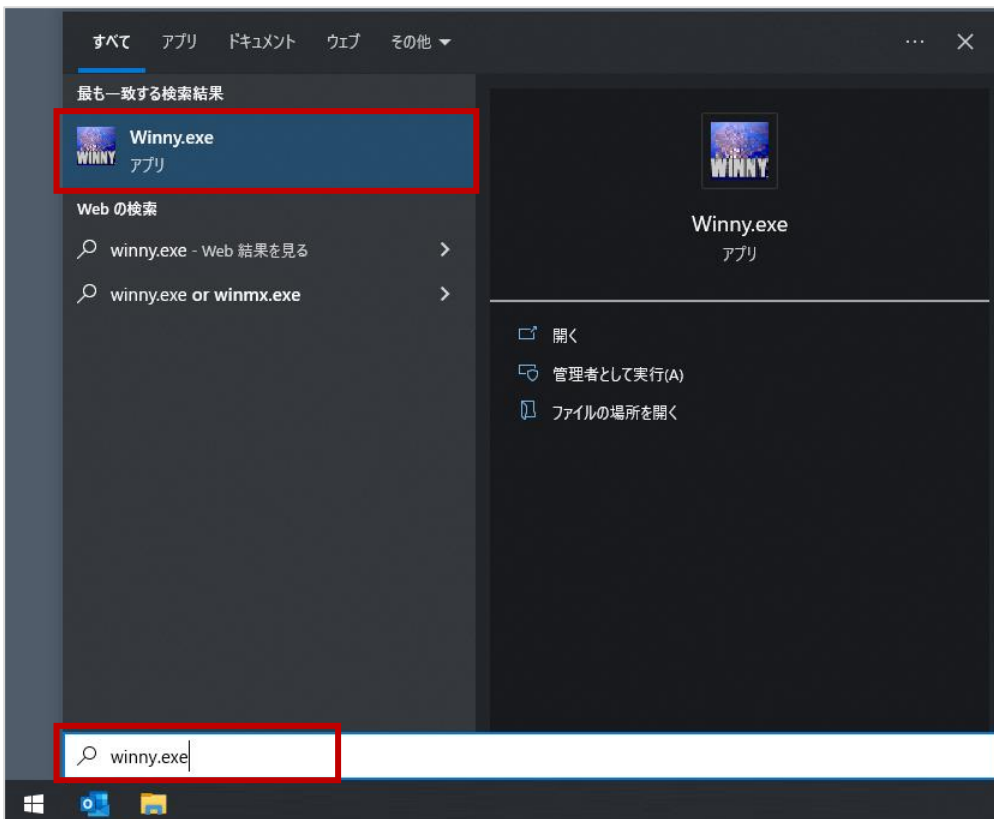 すべて アプリ ドキュメント ウェブ その他
最も一致する検索結果
WINNY
Winny.exe
アプリ
Web の検索
winny.exe - Web 結果を見る
winny.exe or winmx.exe
WINNY
Winny.exe
アプリ
開く
管理者として実行(A)
ファイルの場所を開く
winny.exe